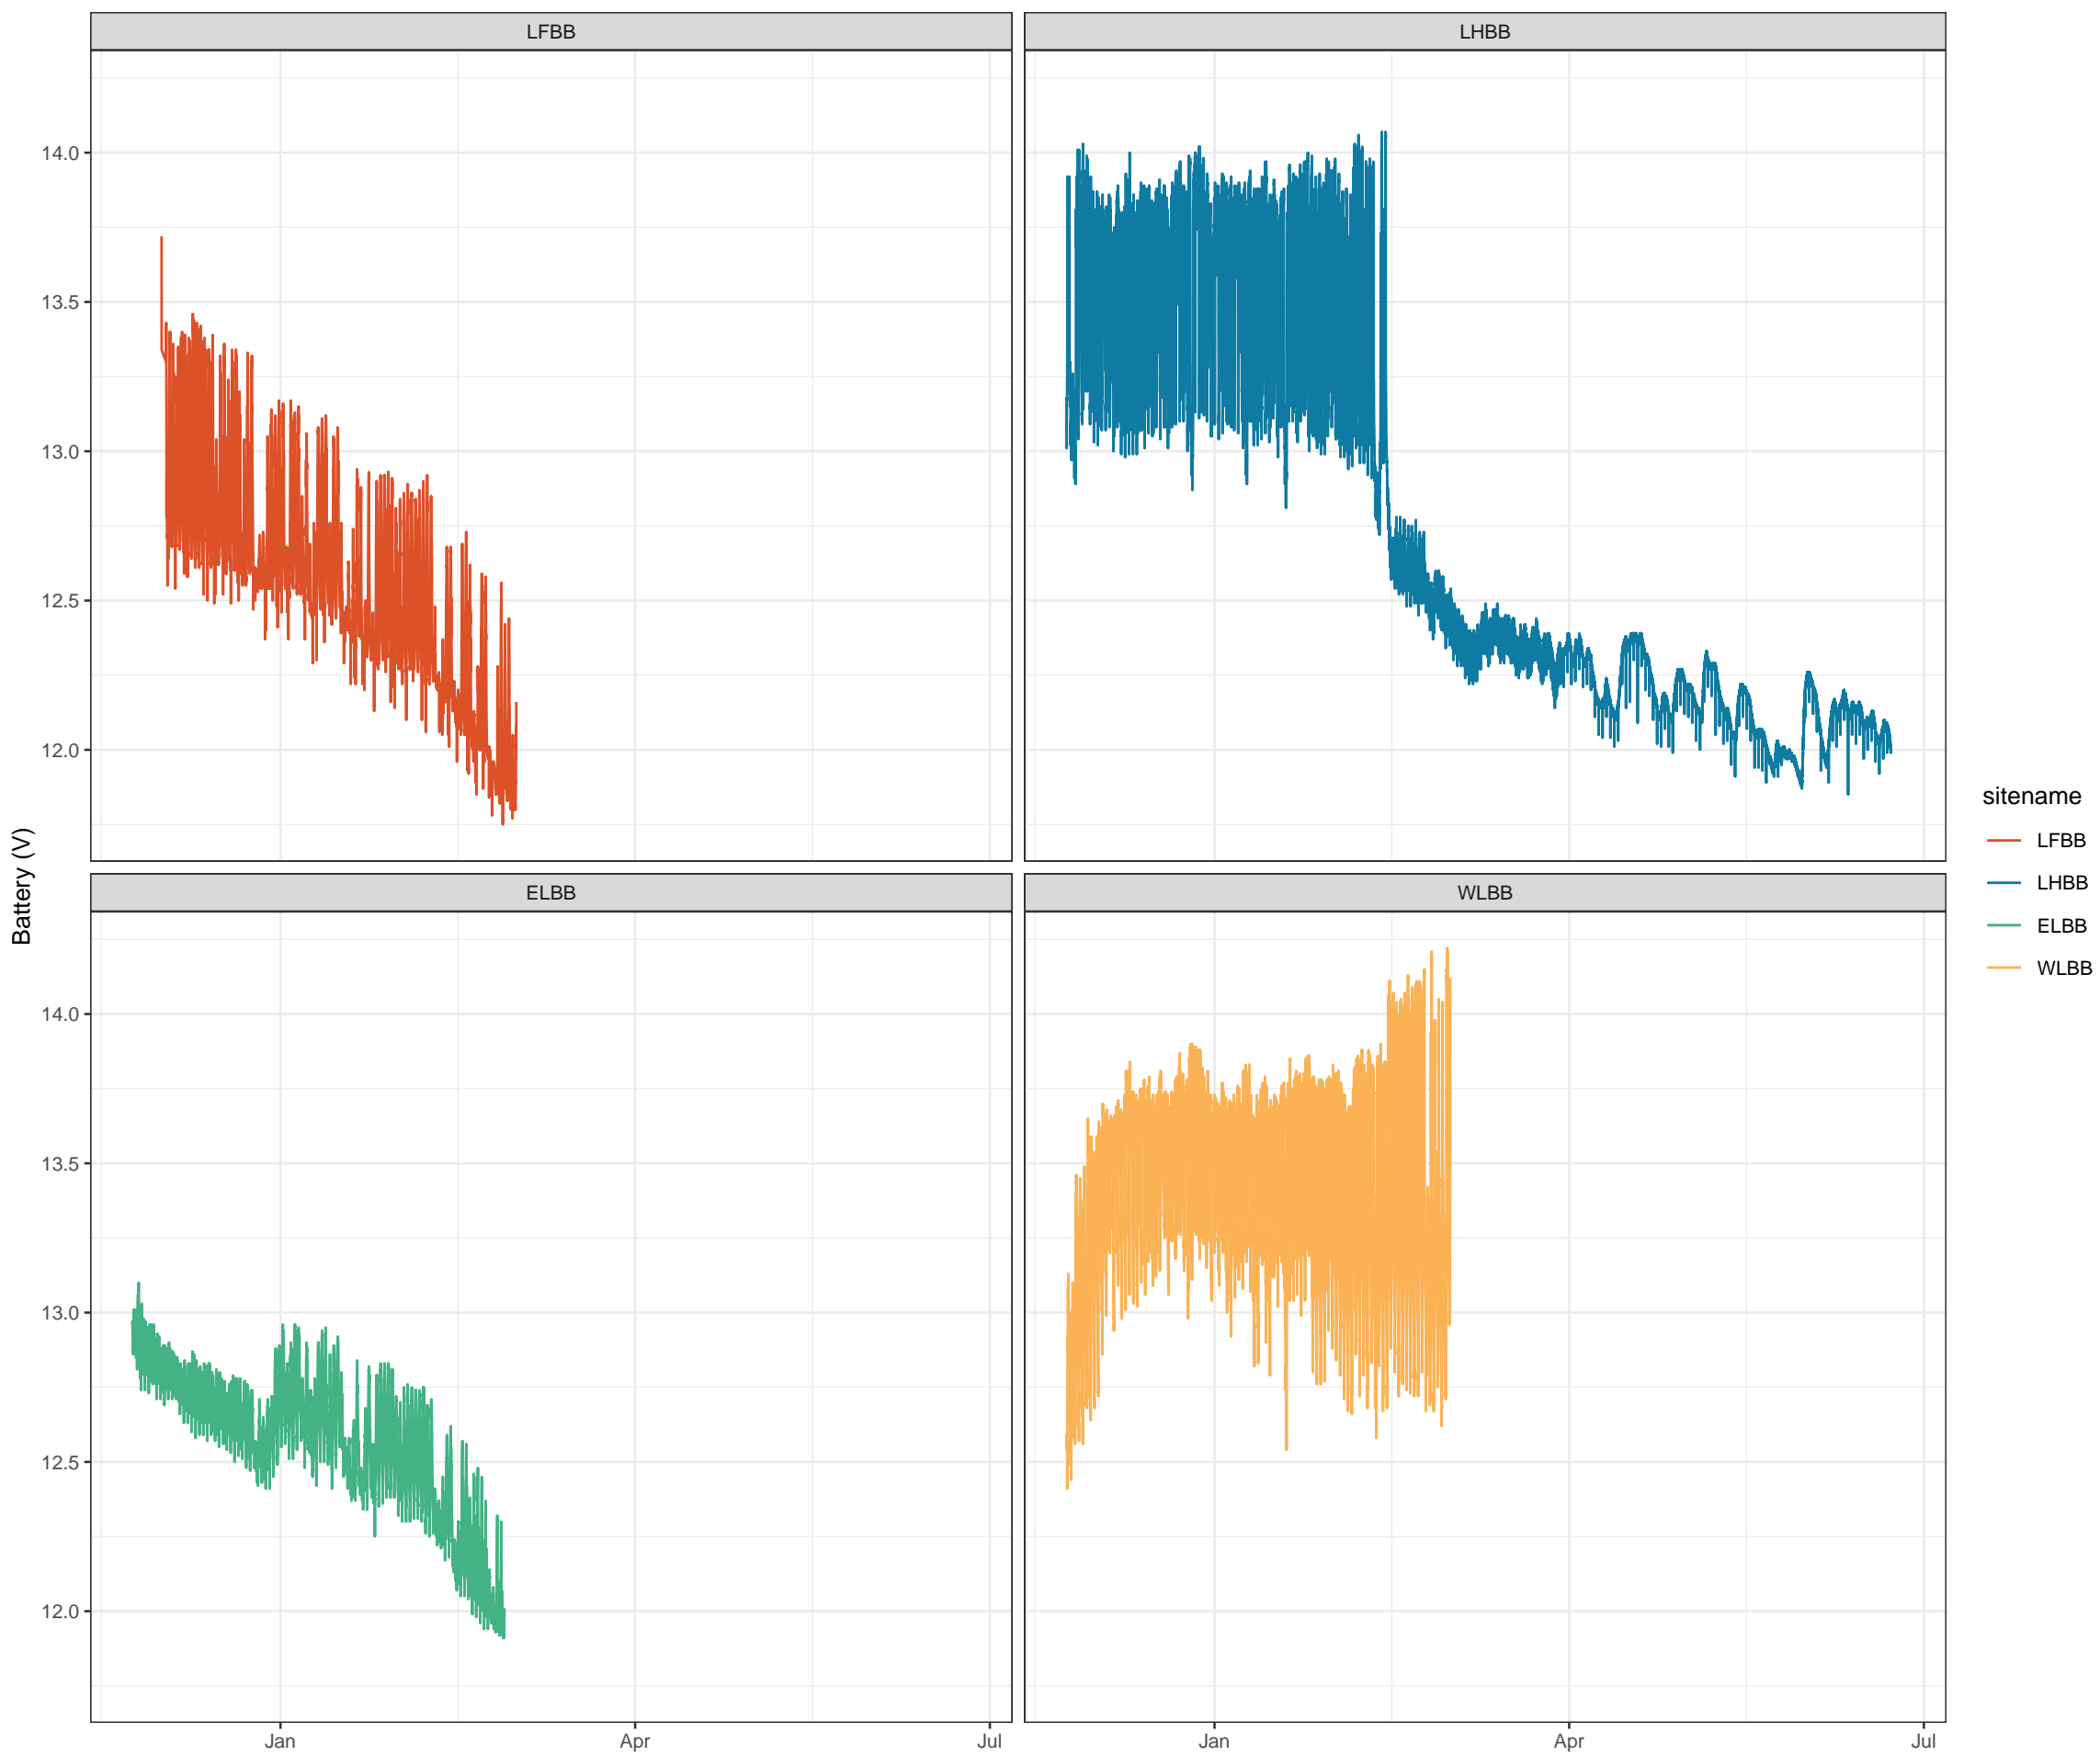 LFBB
LHBB
14.0
13.5
13.0
12.5
12.0
ELBB
WLBB
14.0
13.5
13.0
12.5
12.0
Jan
Apr
Jul
Jan
Apr
Jul
Battery (V)
sitename
LFBB
LHBB
ELBB
WLBB